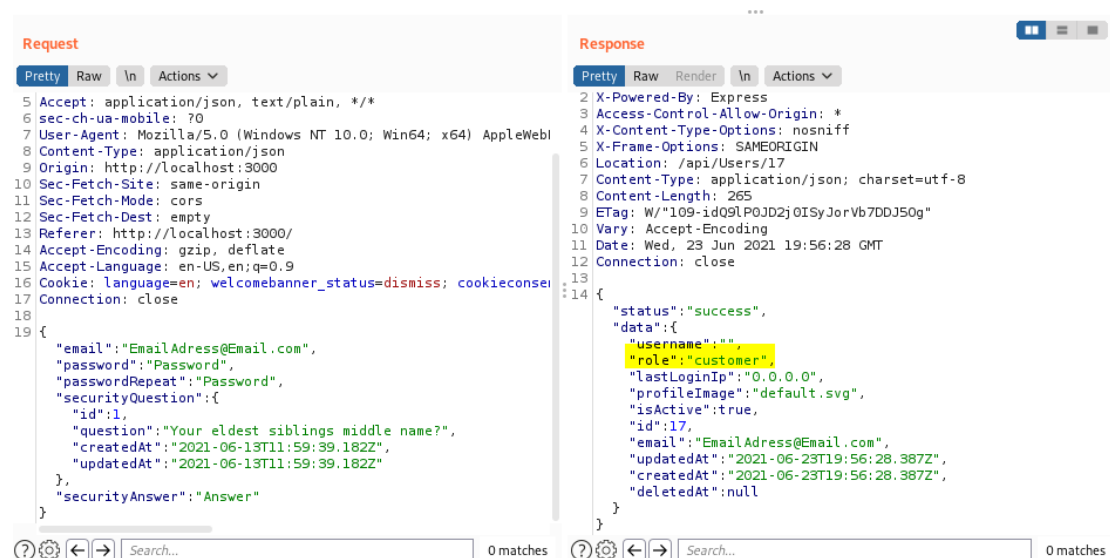 Request
Pretty Raw \n Actions
5 Accept: application/json, text/plain, */*
6 sec-ch-ua-mobile: ?0
7 User-Agent: Mozilla/5.0 (Windows NT 10.0; Win64; x64) AppleWebl
8 Content-Type: application/json
9 Origin: http://localhost:3000
10 Sec-Fetch-Site: same-origin
11 Sec-Fetch-Mode: cors
12 Sec-Fetch-Dest: empty
13 Referer: http://localhost:3000/
14 Accept-Encoding: gzip, deflate
15 Accept-Language: en-US,en;q=0.9
16 Cookie: language=en; welcomebanner_status=dismiss; cookieconsen
17 Connection: close
18
19 {
"email":"EmailAdress@Email.com",
"password":"Password",
"passwordRepeat":"Password",
"securityQuestion":{
"id":1,
"question":"Your eldest siblings middle name?",
"createdAt":"2021-06-13T11:59:39.182Z",
"updatedAt":"2021-06-13T11:59:39.182Z"
},
"securityAnswer":"Answer"
}
Search...
0 matches
Response
Pretty Raw Render \n Actions
2 X-Powered-By: Express
3 Access-Control-Allow-Origin: *
4 X-Content-Type-Options: nosniff
5 X-Frame-Options: SAMEORIGIN
6 Location: /api/Users/17
7 Content-Type: application/json; charset=utf-8
8 Content-Length: 265
9 ETag: W/"109-idQ9lP0JD2j0ISyJorVb7DDJ5Og"
10 Vary: Accept-Encoding
11 Date: Wed, 23 Jun 2021 19:56:28 GMT
12 Connection: close
13
14 {
"status":"success",
"data":{
"username":"",
"role":"customer",
"lastLoginIp":"0.0.0.0",
"profileImage":"default.svg",
"isActive":true,
"id":17,
"email":"EmailAdress@Email.com",
"updatedAt":"2021-06-23T19:56:28.387Z",
"createdAt":"2021-06-23T19:56:28.387Z",
"deletedAt":null
}
}
Search...
0 matches